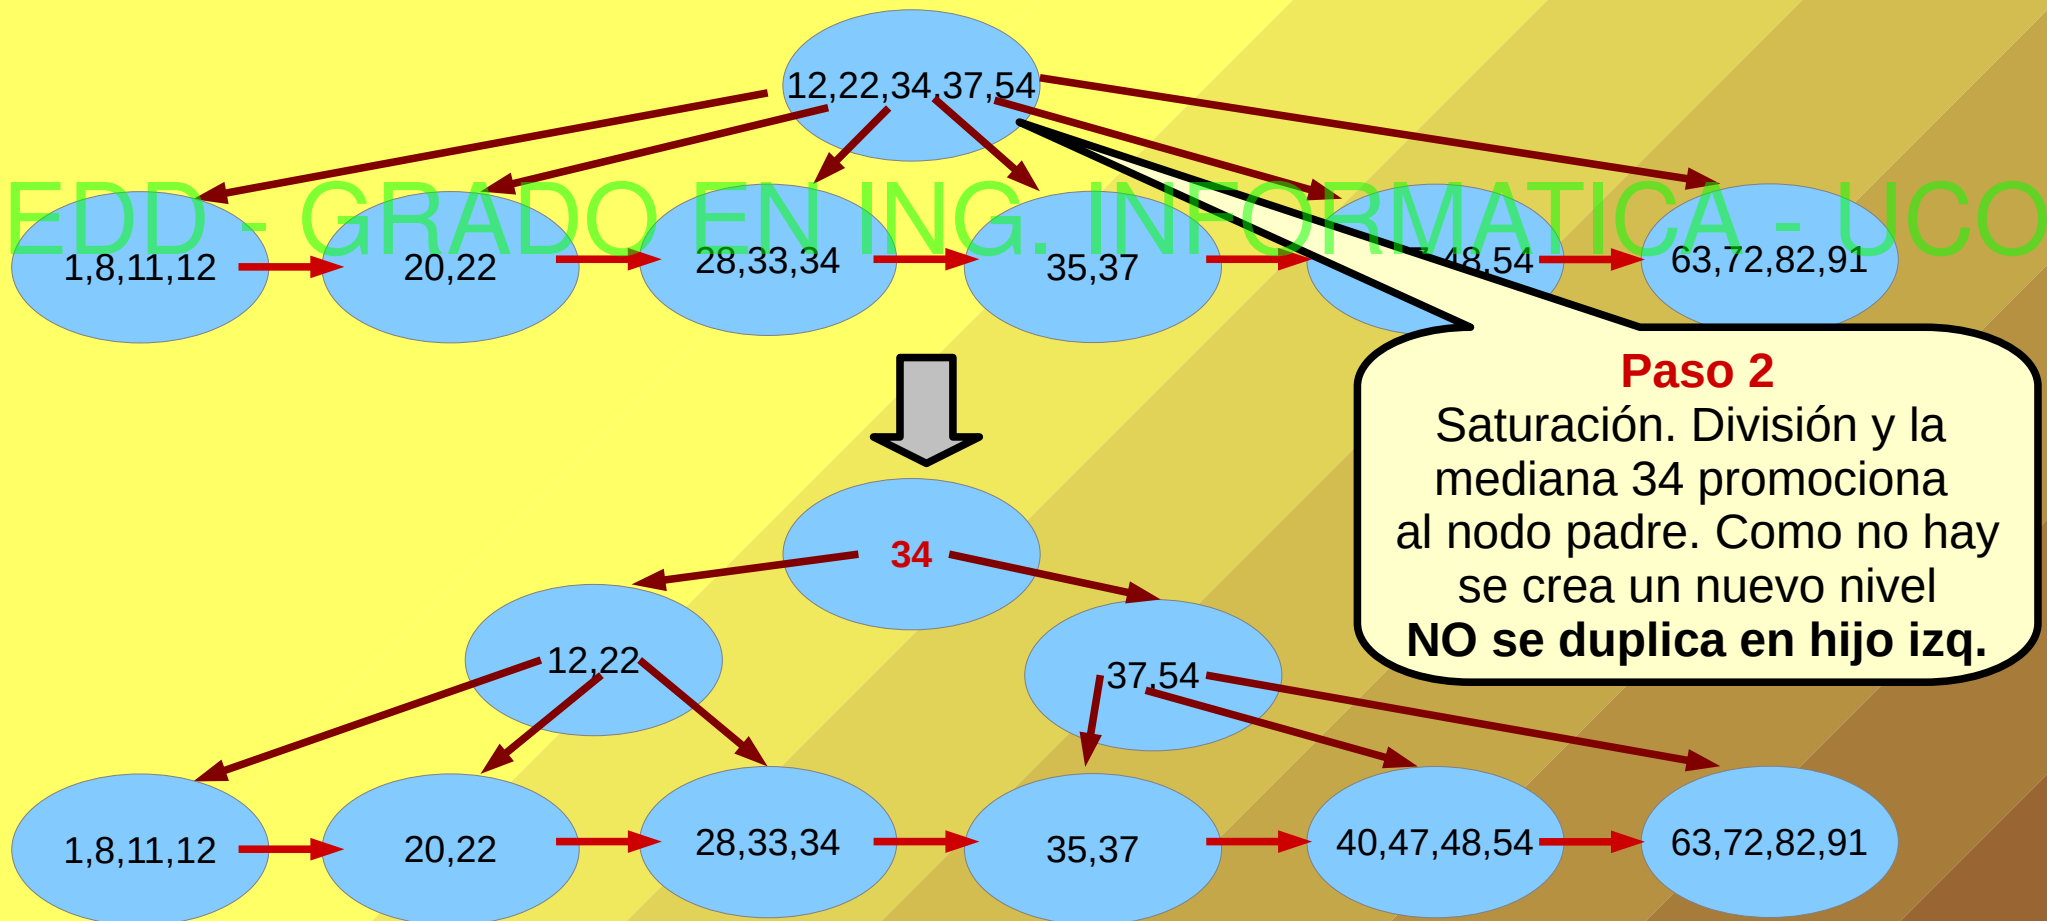 12,22,34,37,54
EDD - GRADO EN ING. INFORMATICA - UCO
1,8,11,12
20,22
28,33,34
35,37
48,54
63,72,82,91
Paso 2
Saturación. División y la
mediana 34 promociona
al nodo padre. Como no hay
se crea un nuevo nivel
NO se duplica en hijo izq.
34
12,22
37,54
1,8,11,12
20,22
28,33,34
35,37
40,47,48,54
63,72,82,91